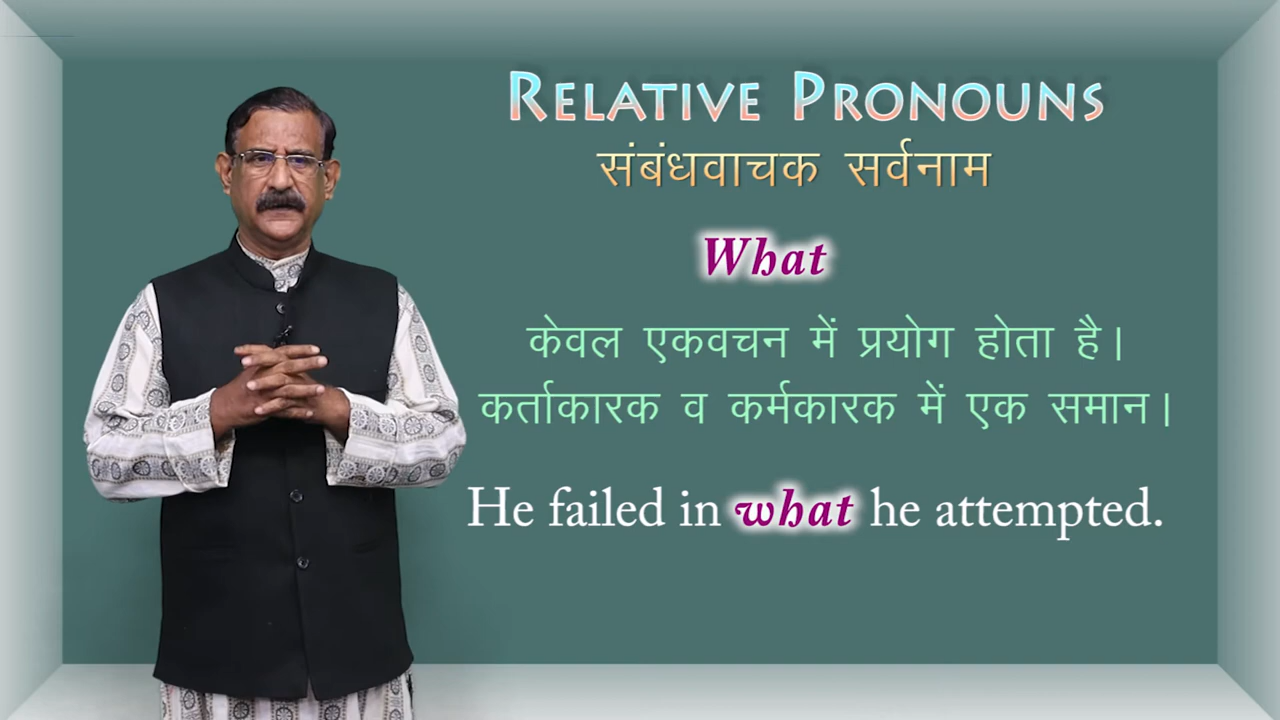 RELATIVE PRONOUNS
संबंधवाचक सर्वनाम
What
केवल एकवचन में प्रयोग होता है।
कर्ताकारक व कर्मकारक में एक समान।
He failed in what he attempted.